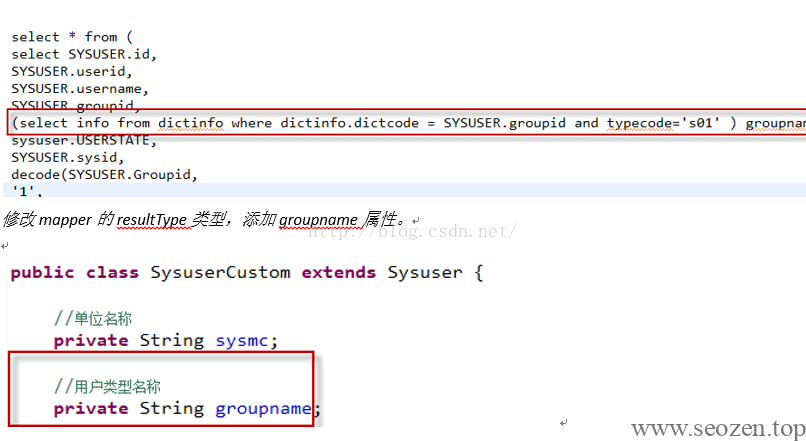 select * from (
select SYSUSER.id,
SYSUSER.userid,
SYSUSER.username,
SYSUSER.groupid,
(select info from dictinfo where dictinfo.dictcode = SYSUSER.groupid and typecode='s01' ) groupnam
sysuser.USERSTATE,
SYSUSER.sysid,
decode(SYSUSER.Groupid,
'1',
修改 mapper 的 resultType 类型，添加 groupname 属性。
http://blog.csdn.net/
public class SysuserCustom extends Sysuser {
//单位名称
private String sysmc;
//用户类型名称
private String groupname;
www.seozen.top